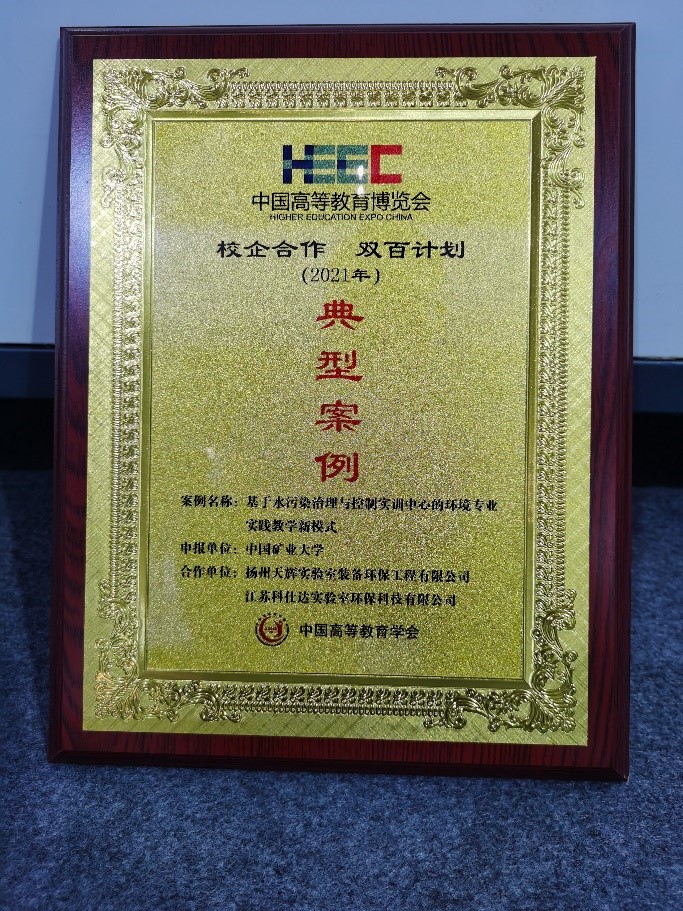 HEEC
中国高等教育博览会
HIGHER EDUCATION EXPO CHINA
校企合作 双百计划
(2021年)
典
型
案
例
案例名称：基于水污染治理与控制实训中心的环境专业
实践教学新模式
申报单位：中国矿业大学
合作单位：扬州天辉实验室装备环保工程有限公司
江苏科仕达实验室环保科技有限公司
中国高等教育学会